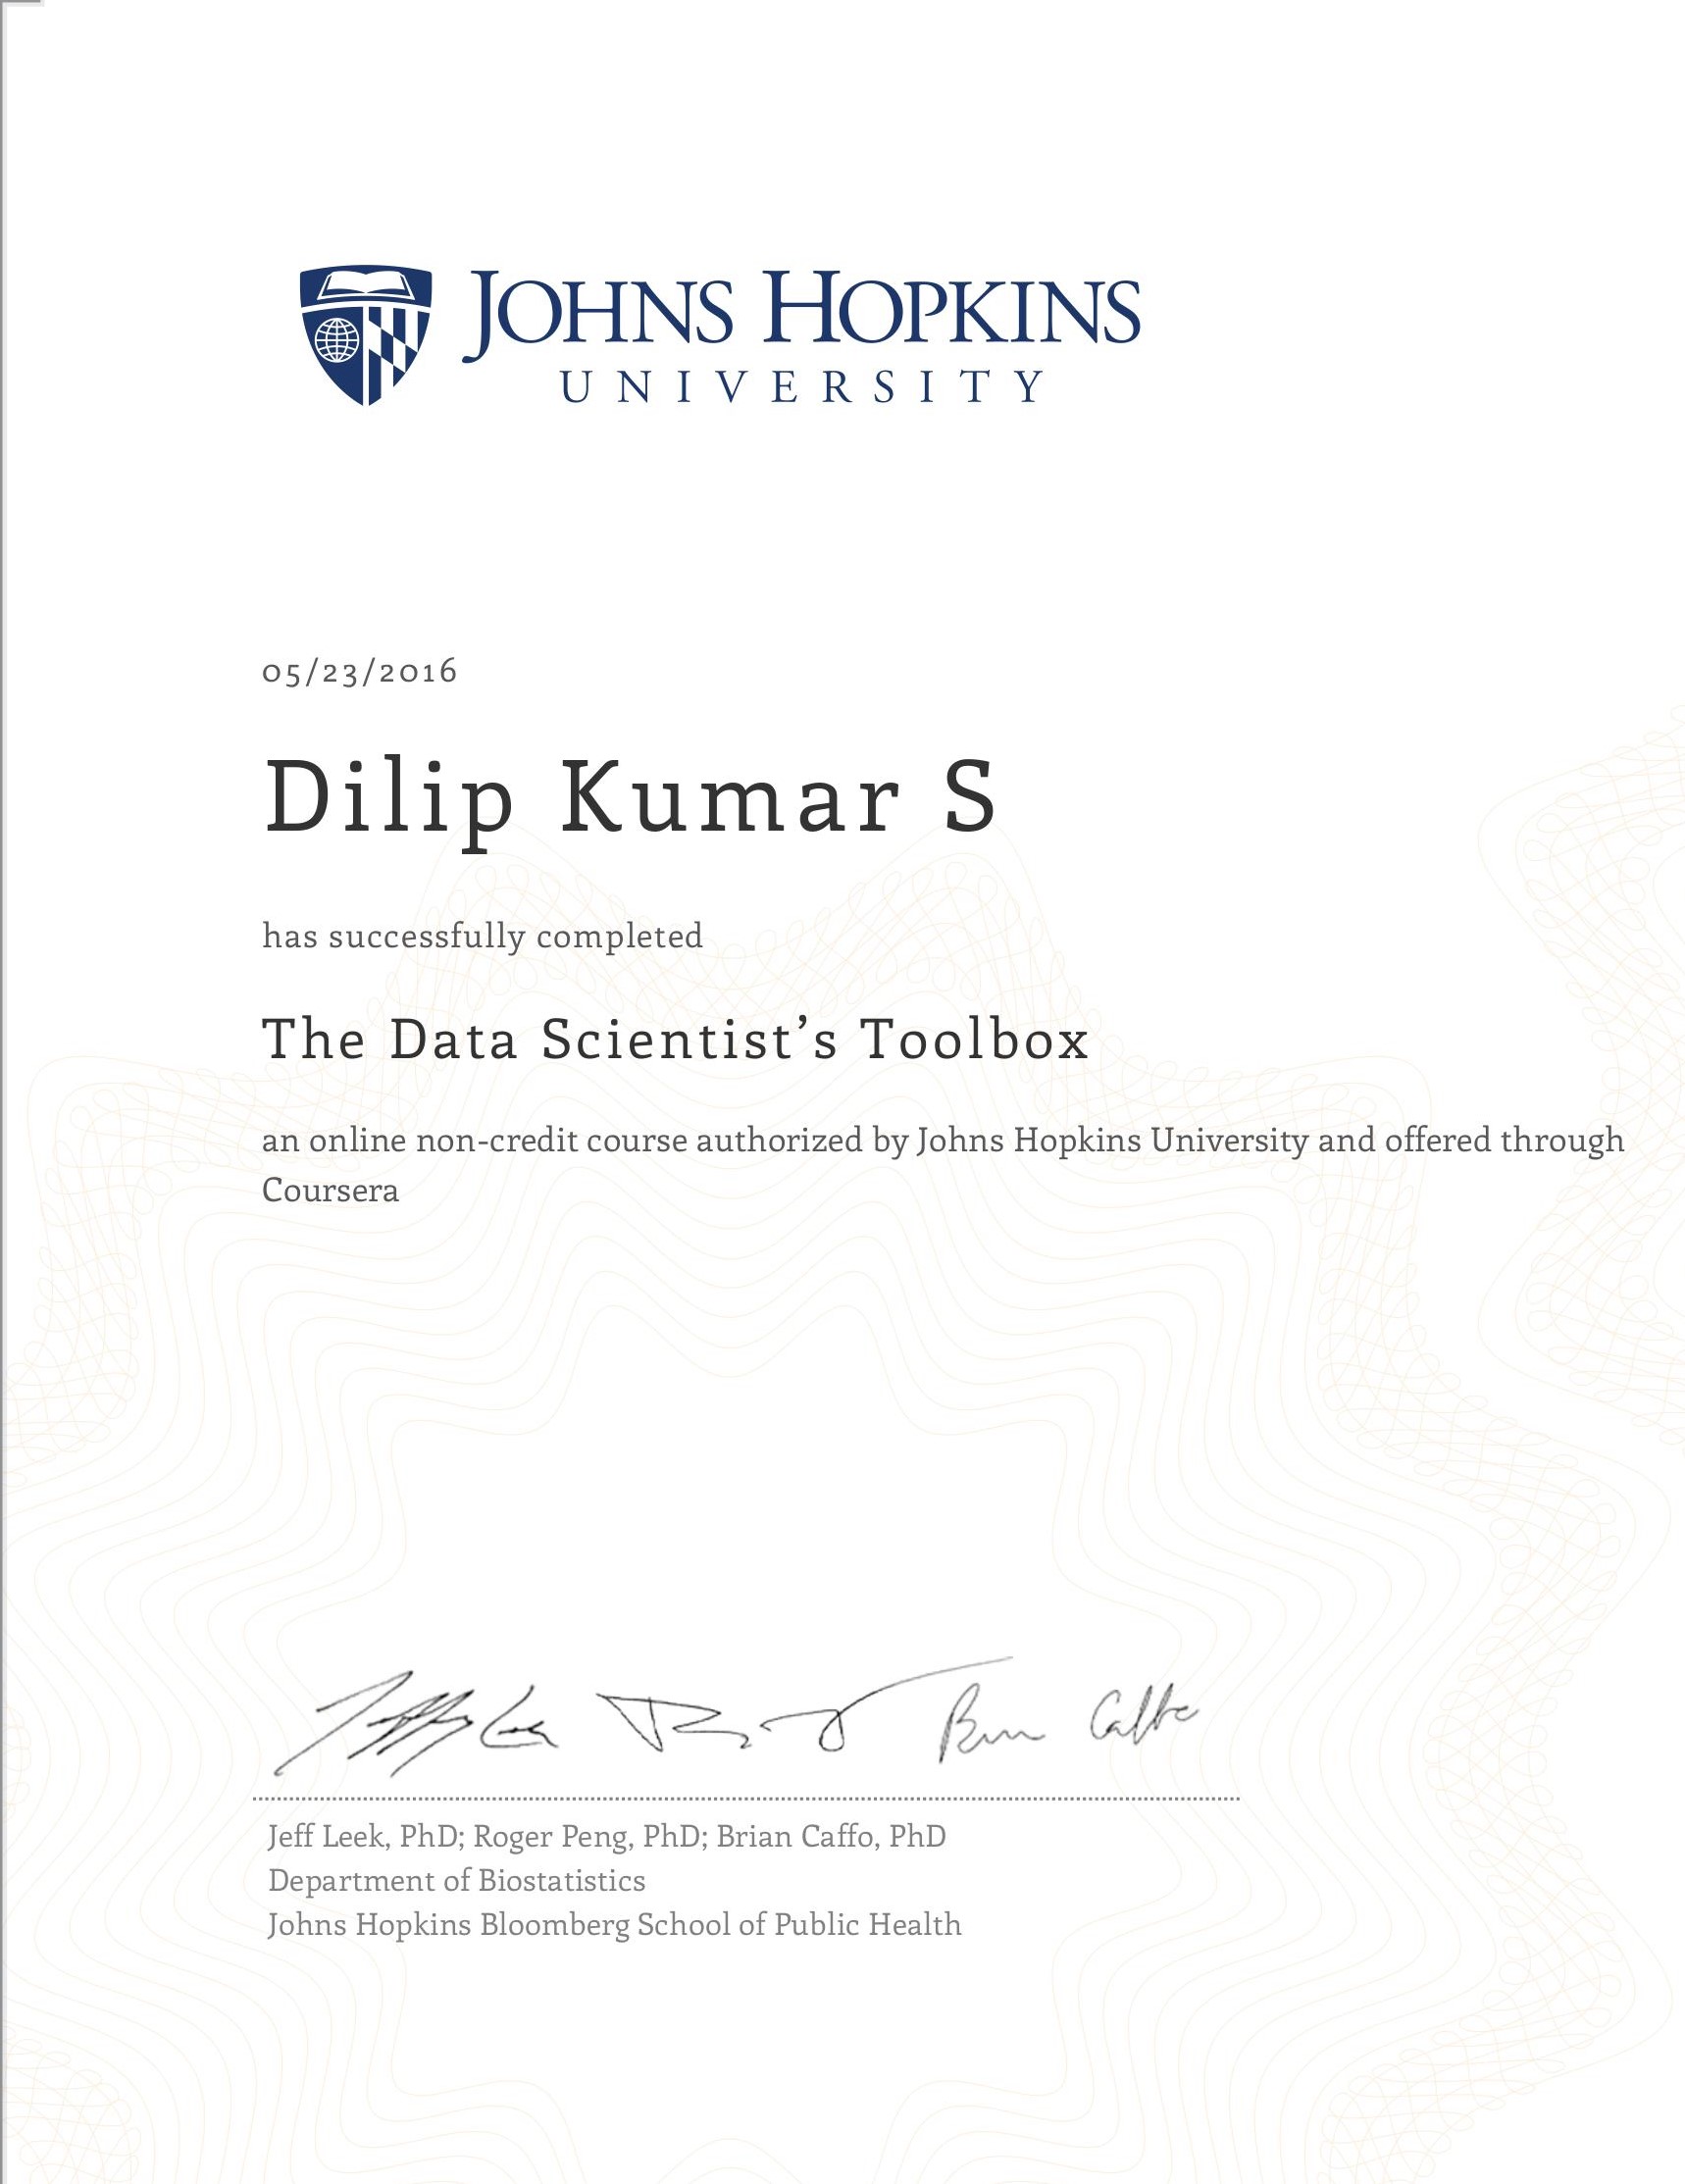 JOHNS HOPKINS
UNIVERSITY
05/23/2016
Dilip Kumar S
has successfully completed
The Data Scientist’s Toolbox
an online non-credit course authorized by Johns Hopkins University and offered through
Coursera
Jeff Leek, PhD; Roger Peng, PhD; Brian Caffo, PhD
Department of Biostatistics
Johns Hopkins Bloomberg School of Public Health